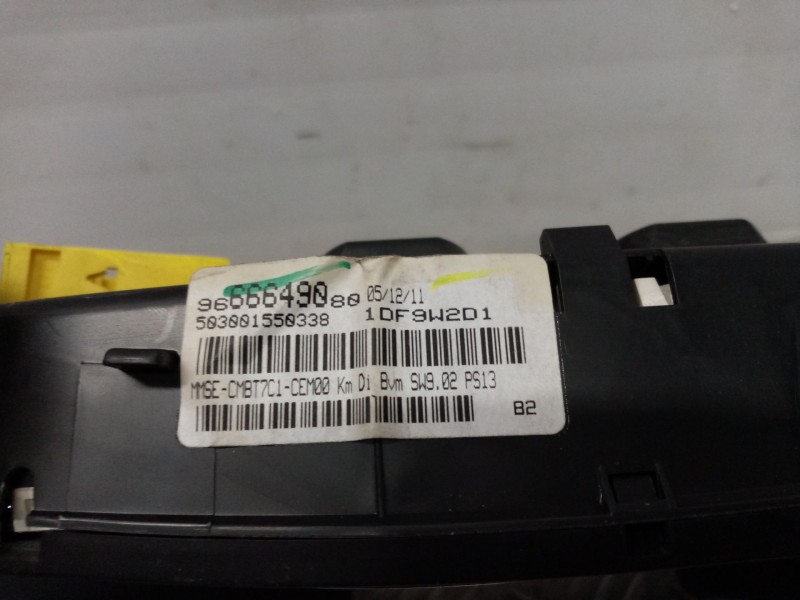 9666649080 05/12/11
503001550338 1DF9W2D1
MMSE-CMBT7C1-CEM00 Km Di Bvm SW9.02 PS13
B2
A